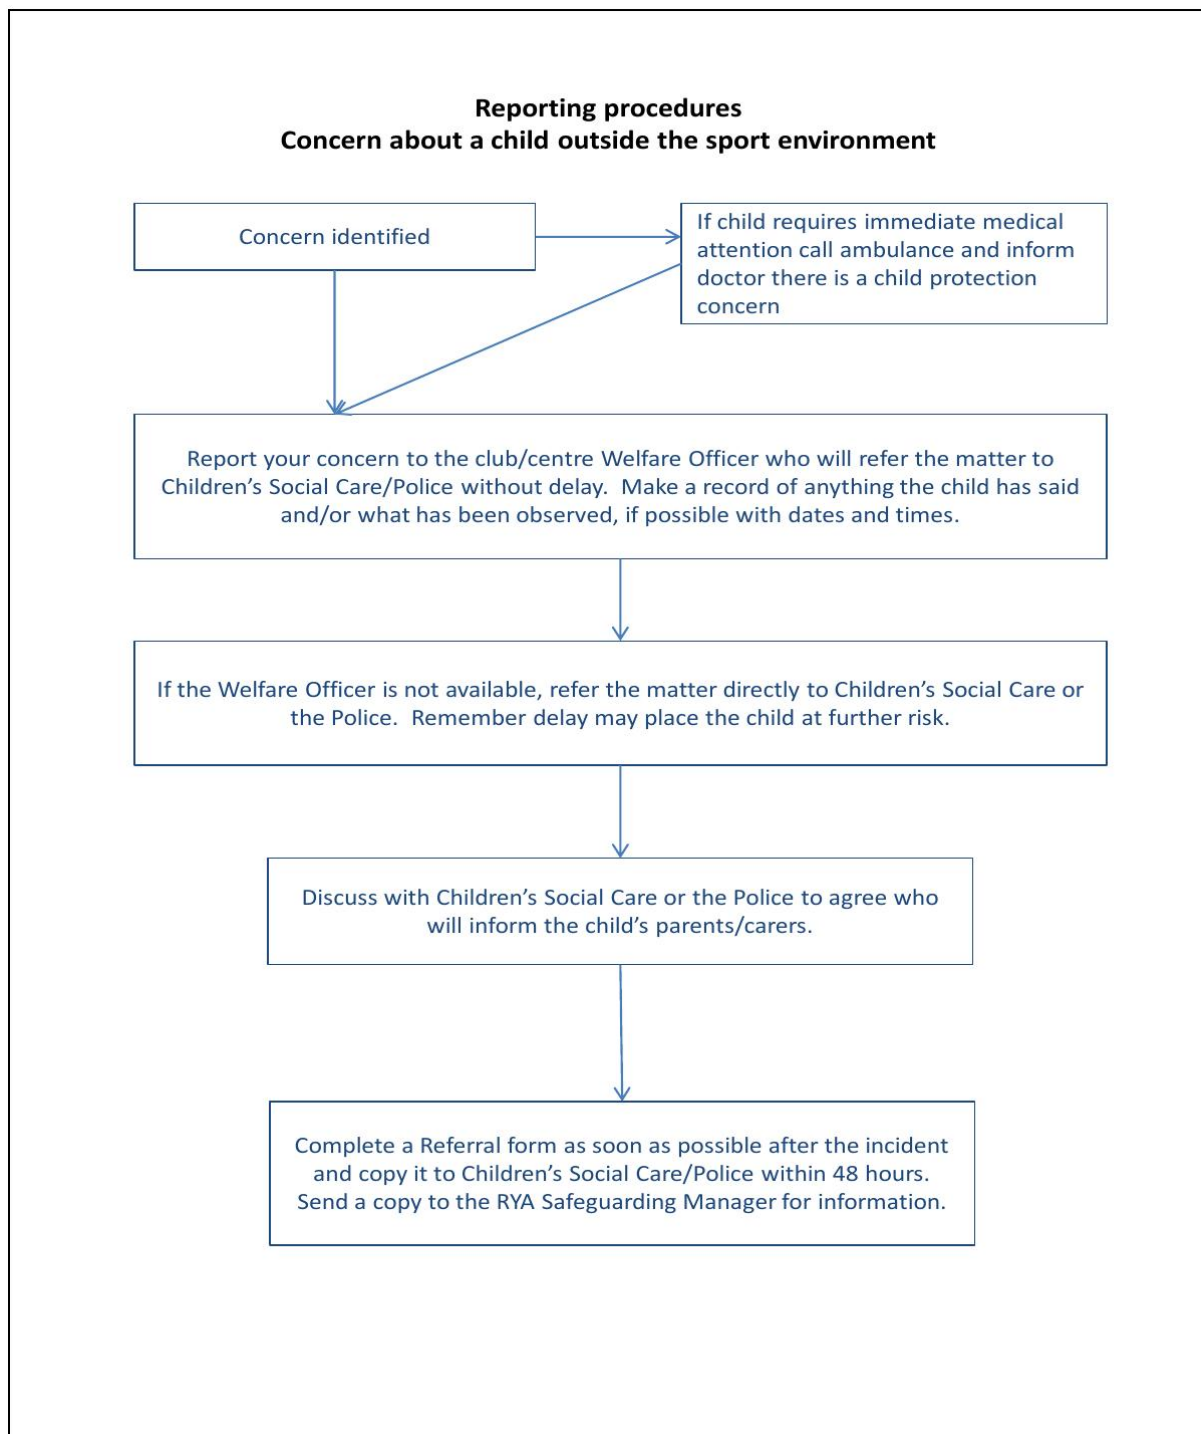 Reporting procedures
Concern about a child outside the sport environment
Concern identified
If child requires immediate medical
attention call ambulance and inform
doctor there is a child protection
concern
Report your concern to the club/centre Welfare Officer who will refer the matter to
Children’s Social Care/Police without delay.  Make a record of anything the child has said
and/or what has been observed, if possible with dates and times.
If the Welfare Officer is not available, refer the matter directly to Children’s Social Care or
the Police.  Remember delay may place the child at further risk.
Discuss with Children’s Social Care or the Police to agree who
will inform the child’s parents/carers.
Complete a Referral form as soon as possible after the incident
and copy it to Children’s Social Care/Police within 48 hours.
Send a copy to the RYA Safeguarding Manager for information.